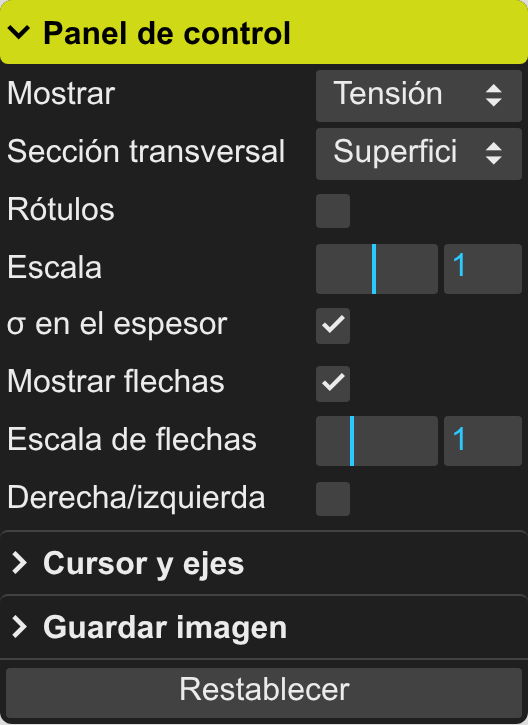 Panel de control
Mostrar Tensión
Sección transversal Superfici
Rótulos
Escala 1
σ en el espesor
Mostrar flechas
Escala de flechas 1
Derecha/izquierda
Cursor y ejes
Guardar imagen
Restablecer